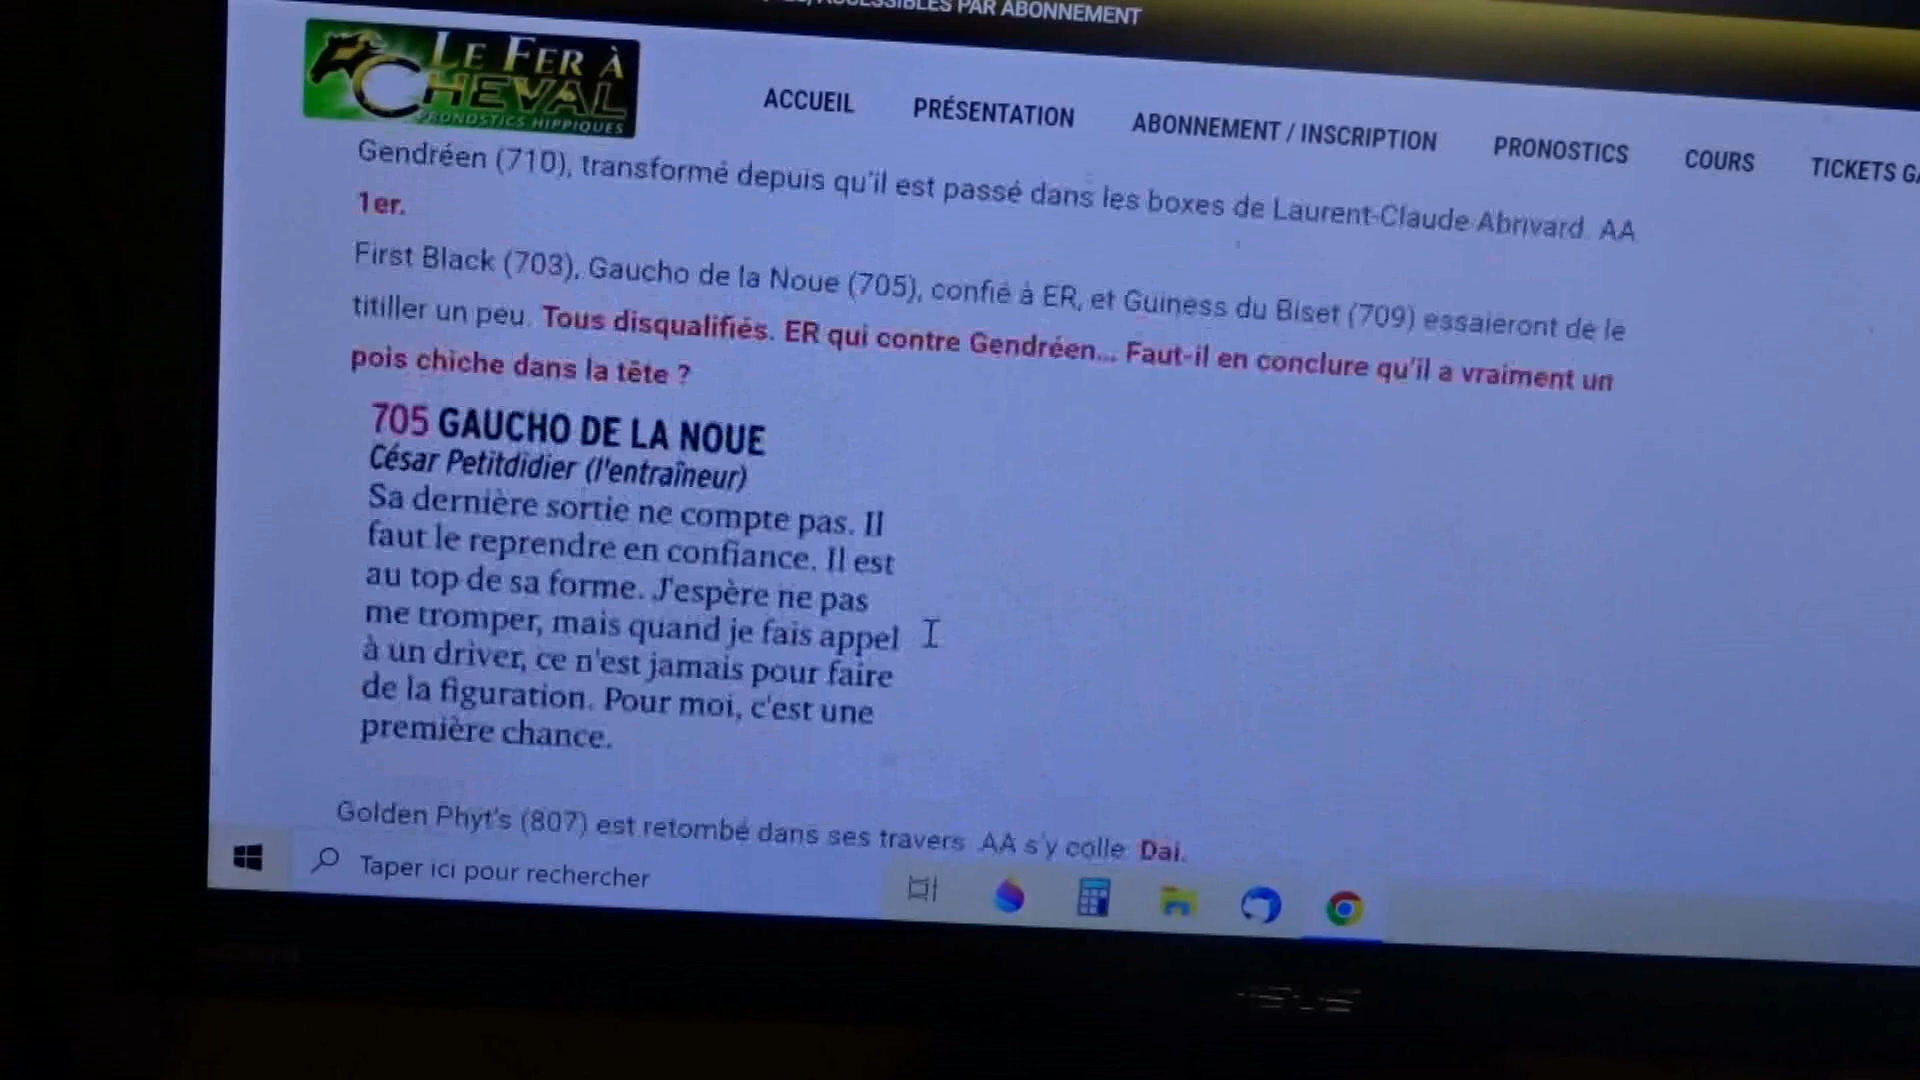 ACCESSIBLES PAR ABONNEMENT
LE FER À
CHEVAL
PRONOSTICS HIPPIQUES
ACCUEIL PRÉSENTATION ABONNEMENT / INSCRIPTION PRONOSTICS COURS TICKETS
Gendréen (710), transformé depuis qu'il est passé dans les boxes de Laurent-Claude Abrivard. AA
1er.
First Black (703), Gaucho de la Noue (705), confié à ER, et Guiness du Biset (709) essaieront de le
titiller un peu. Tous disqualifiés. ER qui contre Gendréen... Faut-il en conclure qu'il a vraiment un
pois chiche dans la tête ?
705 GAUCHO DE LA NOUE
César Petitdidier (l'entraîneur)
Sa dernière sortie ne compte pas. Il
faut le reprendre en confiance. Il est
au top de sa forme. J'espère ne pas
me tromper, mais quand je fais appel
à un driver, ce n'est jamais pour faire
de la figuration. Pour moi, c'est une
première chance.
Golden Phyt's (807) est retombé dans ses travers. AA s'y colle. Dai.
Taper ici pour rechercher
ASUS